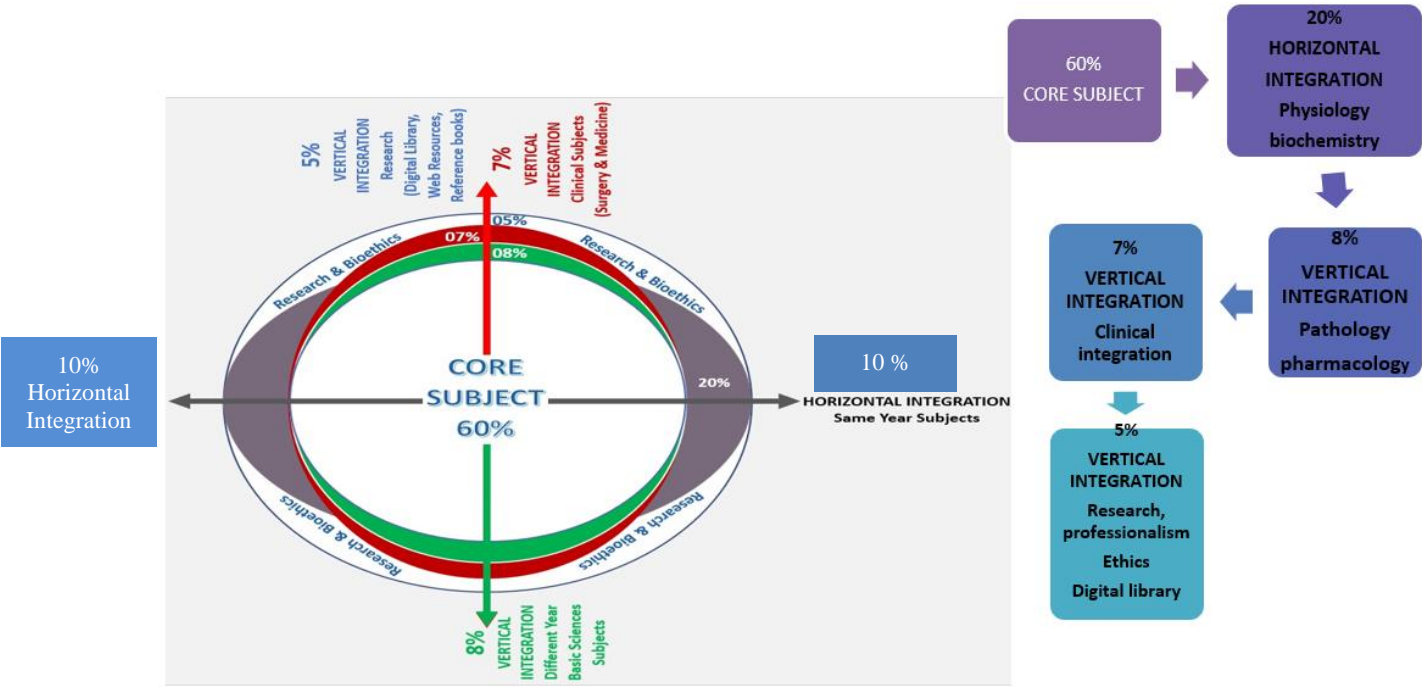 5%
VERTICAL
INTEGRATION
Research
(Digital Library,
Web Resources,
Reference books)
7%
VERTICAL
INTEGRATION
Clinical Subjects
(Surgery & Medicine)
05%
07%
08%
Research & Bioethics
Research & Bioethics
10%
Horizontal
Integration
CORE
SUBJECT
60%
20%
10 %
HORIZONTAL INTEGRATION
Same Year Subjects
Research & Bioethics
Research & Bioethics
8%
VERTICAL
INTEGRATION
Different Year
Basic Sciences
Subjects
60%
CORE SUBJECT
20%
HORIZONTAL
INTEGRATION
Physiology
biochemistry
8%
VERTICAL
INTEGRATION
Pathology
pharmacology
7%
VERTICAL
INTEGRATION
Clinical
integration
5%
VERTICAL
INTEGRATION
Research,
professionalism
Ethics
Digital library